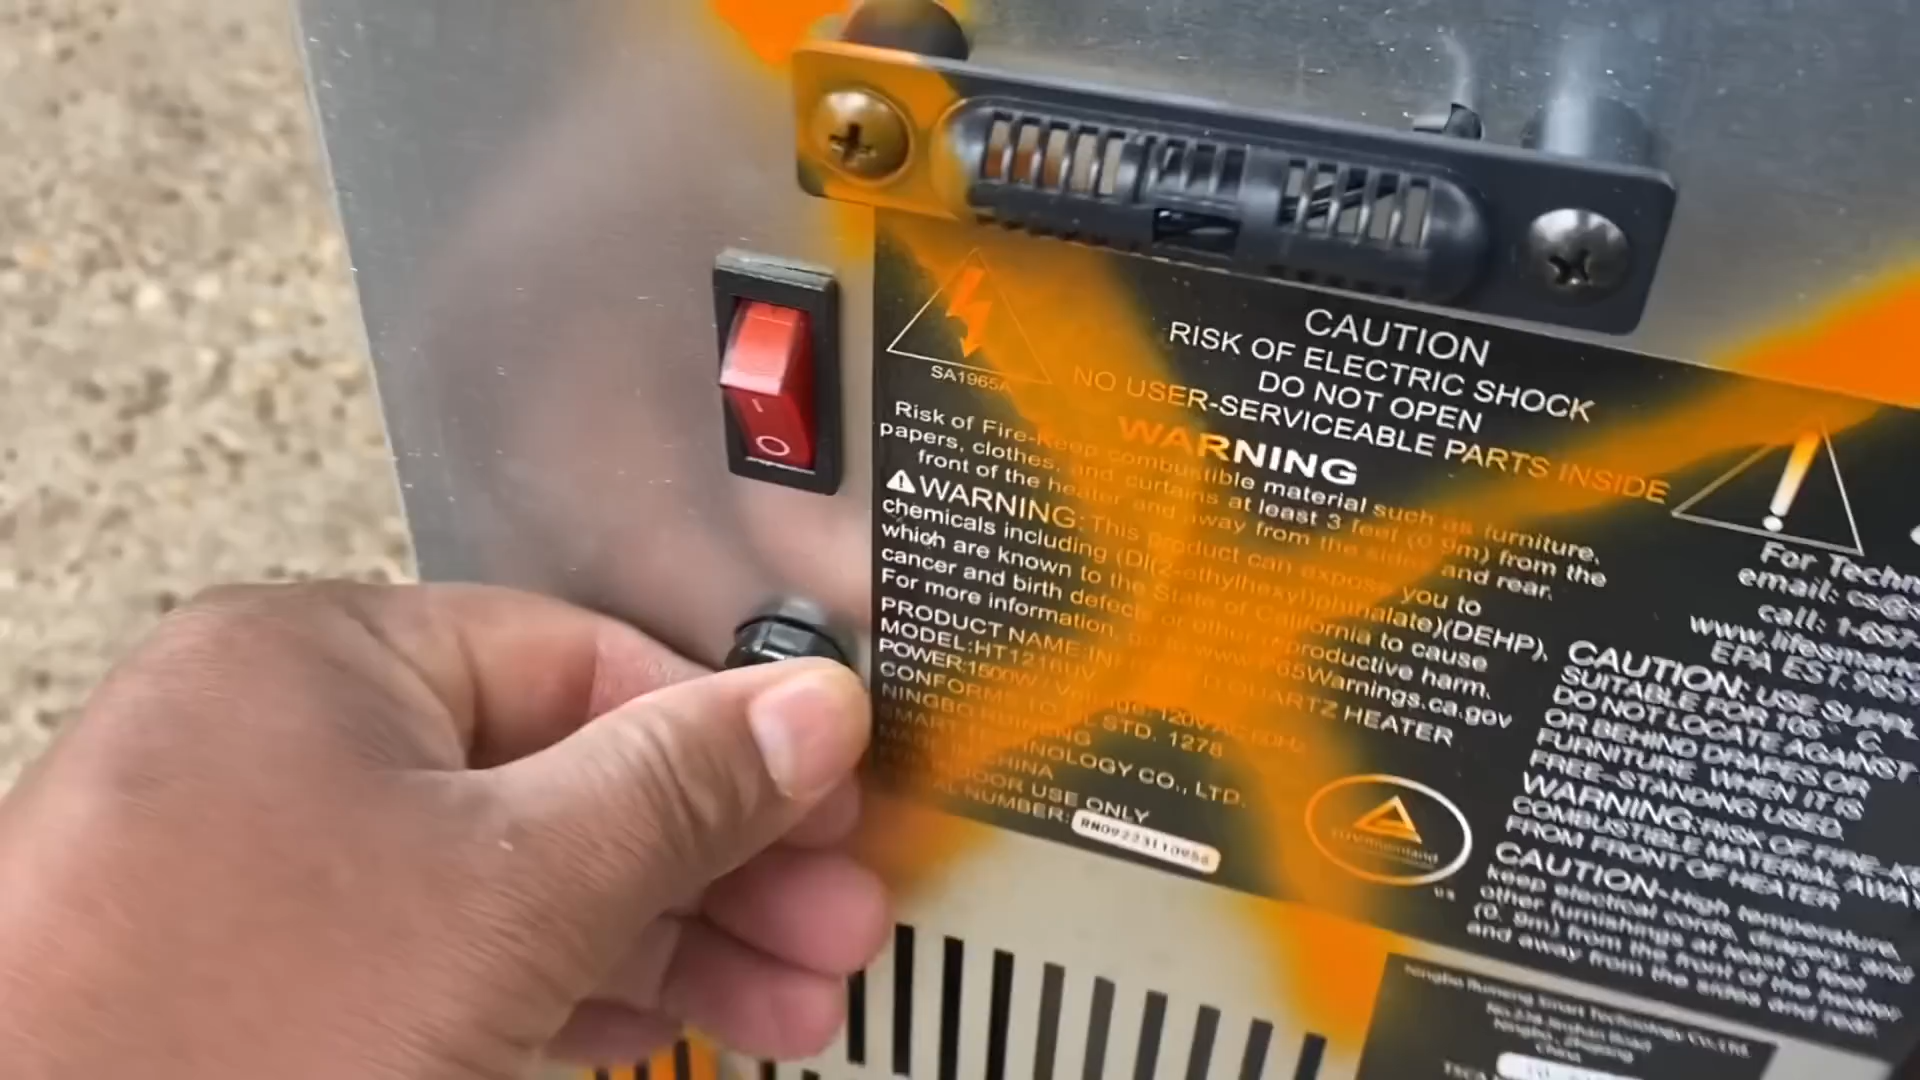 SA1965A
CAUTION
RISK OF ELECTRIC SHOCK
DO NOT OPEN
NO USER-SERVICEABLE PARTS INSIDE
WARNING
Risk of Fire-Keep combustible material such as furniture,
papers, clothes, and curtains at least 3 feet (0.9m) from the
front of the heater and away from the sides and rear.
WARNING: This product can expose you to
chemicals including (Di(2-ethylhexyl)phthalate)(DEHP),
which are known to the State of California to cause
cancer and birth defects or other reproductive harm.
For more information, go to www.P65Warnings.ca.gov
PRODUCT NAME: QUARTZ HEATER
MODEL:HT1216UV
POWER:1500W / Voltage: 120VAC 60Hz
CONFORMS TO UL STD. 1278
NINGBO RUINENG
SMART TECHNOLOGY CO., LTD.
MADE IN CHINA
FOR INDOOR USE ONLY
SERIAL NUMBER:
For Techn
email: cs@
call: 1-
www.lifesmart
EPA EST.
CAUTION: USE SUPPL
SUITABLE FOR 105° C
DO NOT LOCATE AGAINST
OR BEHIND DRAPES OR
FURNITURE WHEN IT IS
FREE-STANDING USED.
WARNING:RISK OF FIRE-KE
COMBUSTIBLE MATERIAL AWAY
FROM FRONT OF HEATER
CAUTION-High temperature,
keep electrical cords, drapery, and
other furnishings at least 3 feet
(0. 9m) from the front of the heater
and away from the sides and rear.
China